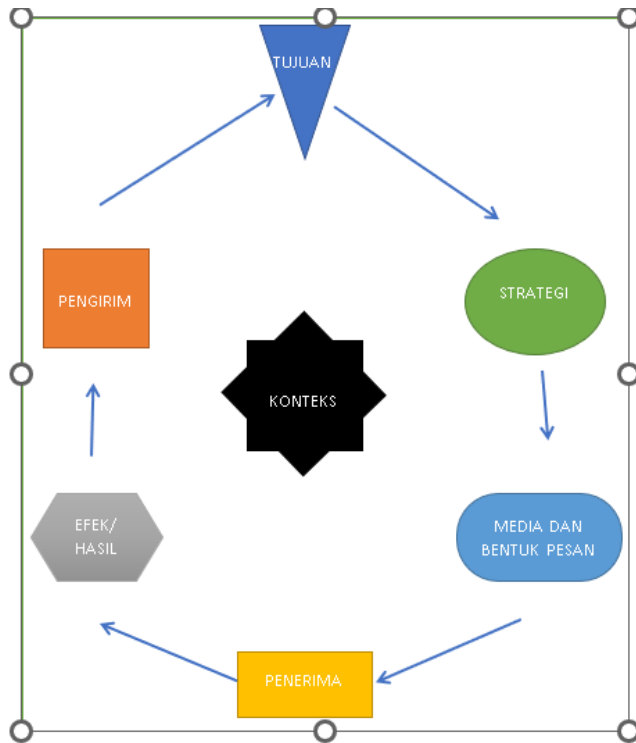 TUJUAN
STRATEGI
PENGIRIM
KONTEKS
MEDIA DAN
BENTUK PESAN
EFEK/
HASIL
PENERIMA